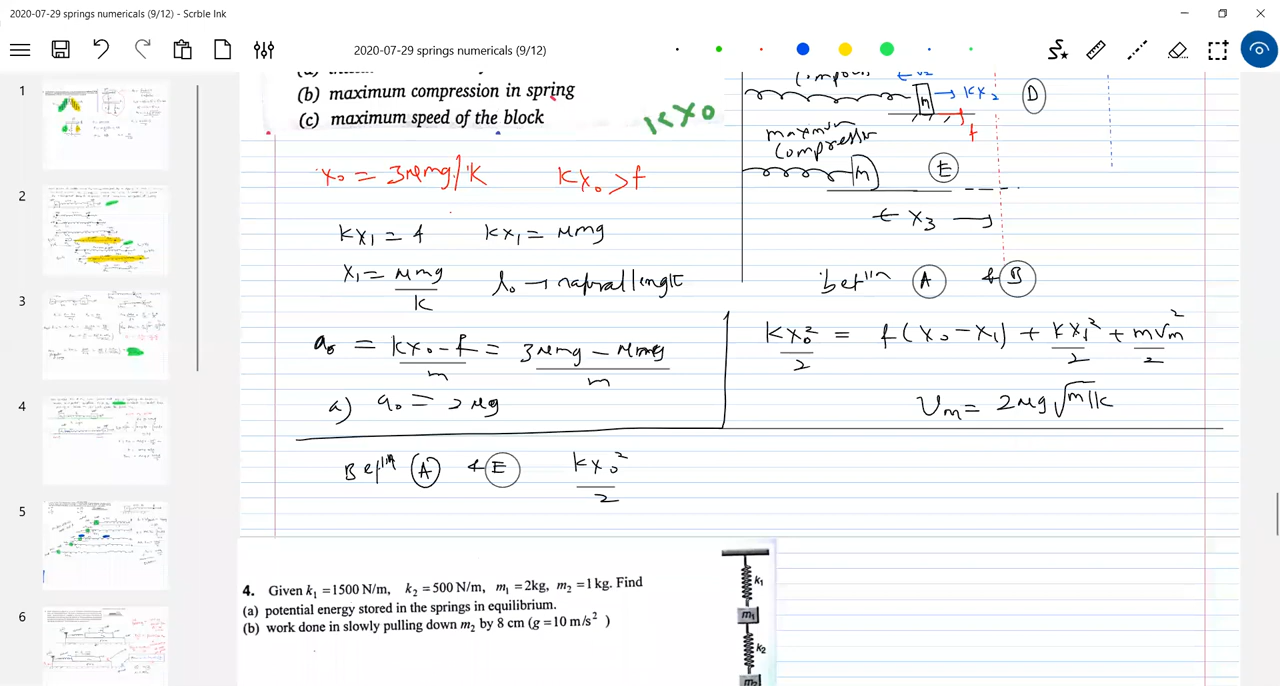 2020-07-29 springs numericals (9/12) - Scrble Ink
2020-07-29 springs numericals (9/12)
1
2
3
4
5
6
(b) maximum compression in spring
(c) maximum speed of the block
KX0
x₀ = 3μmg/K    KX₀ > f
KX₁ = f    KX₁ = μmg
X₁ = μmg/K    l₀ → natural length
a₀ = (KX₀ - f)/m = (3μmg - μmg)/m
a) a₀ = 2μg
KX₂
D
f
maximum
compression
m
E
← X₃ →
betⁿ A & B
KX₀²/2 = f(X₀ - X₁) + KX₁²/2 + mVm²/2
Vm = 2μg√m/K
Betⁿ A & E    KX₀²/2
4. Given k₁ = 1500 N/m, k₂ = 500 N/m, m₁ = 2kg, m₂ = 1 kg. Find
(a) potential energy stored in the springs in equilibrium.
(b) work done in slowly pulling down m₂ by 8 cm (g = 10 m/s²)
k₁
m₁
k₂
m₂